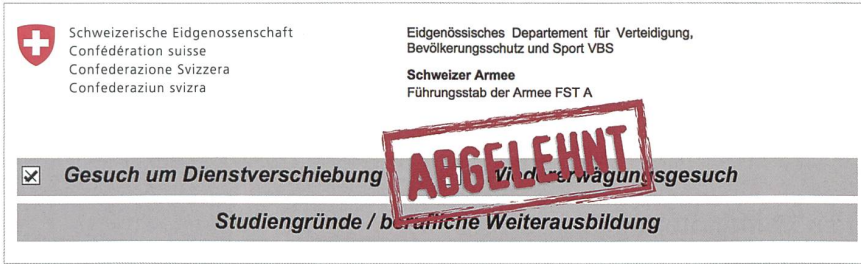 Schweizerische Eidgenossenschaft
Confédération suisse
Confederazione Svizzera
Confederaziun svizra
Eidgenössisches Departement für Verteidigung,
Bevölkerungsschutz und Sport VBS
Schweizer Armee
Führungsstab der Armee FST A
ABGELEHNT
Gesuch um Dienstverschiebung Wiedererwägungsgesuch
Studiengründe / berufliche Weiterausbildung